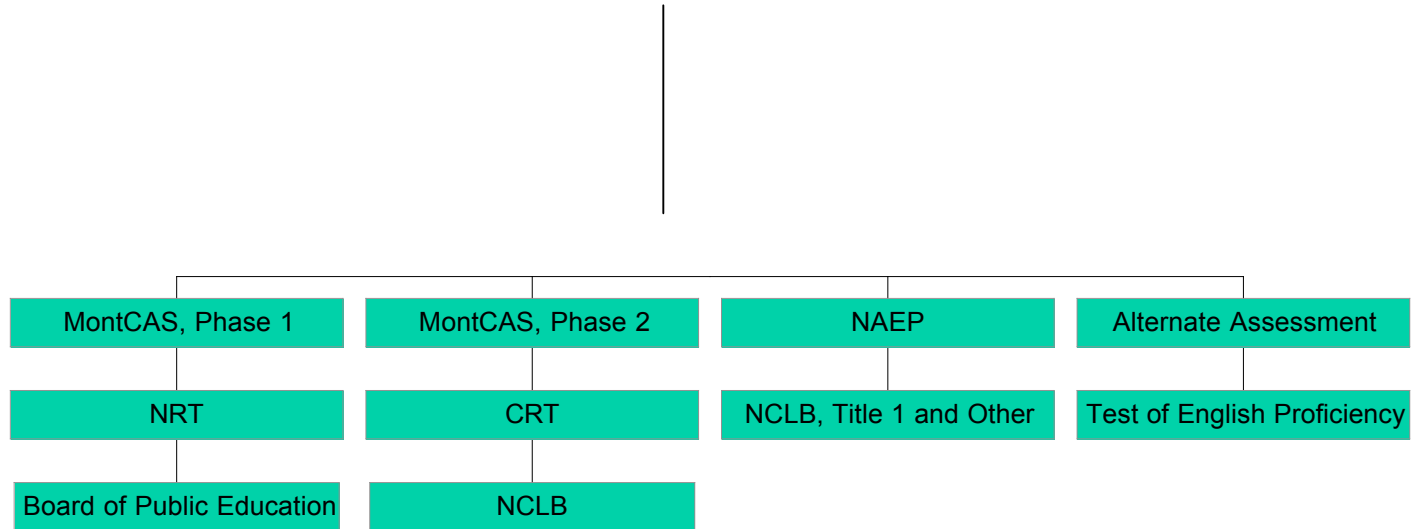 MontCAS, Phase 1
MontCAS, Phase 2
NAEP
Alternate Assessment
NRT
CRT
NCLB, Title 1 and Other
Test of English Proficiency
Board of Public Education
NCLB